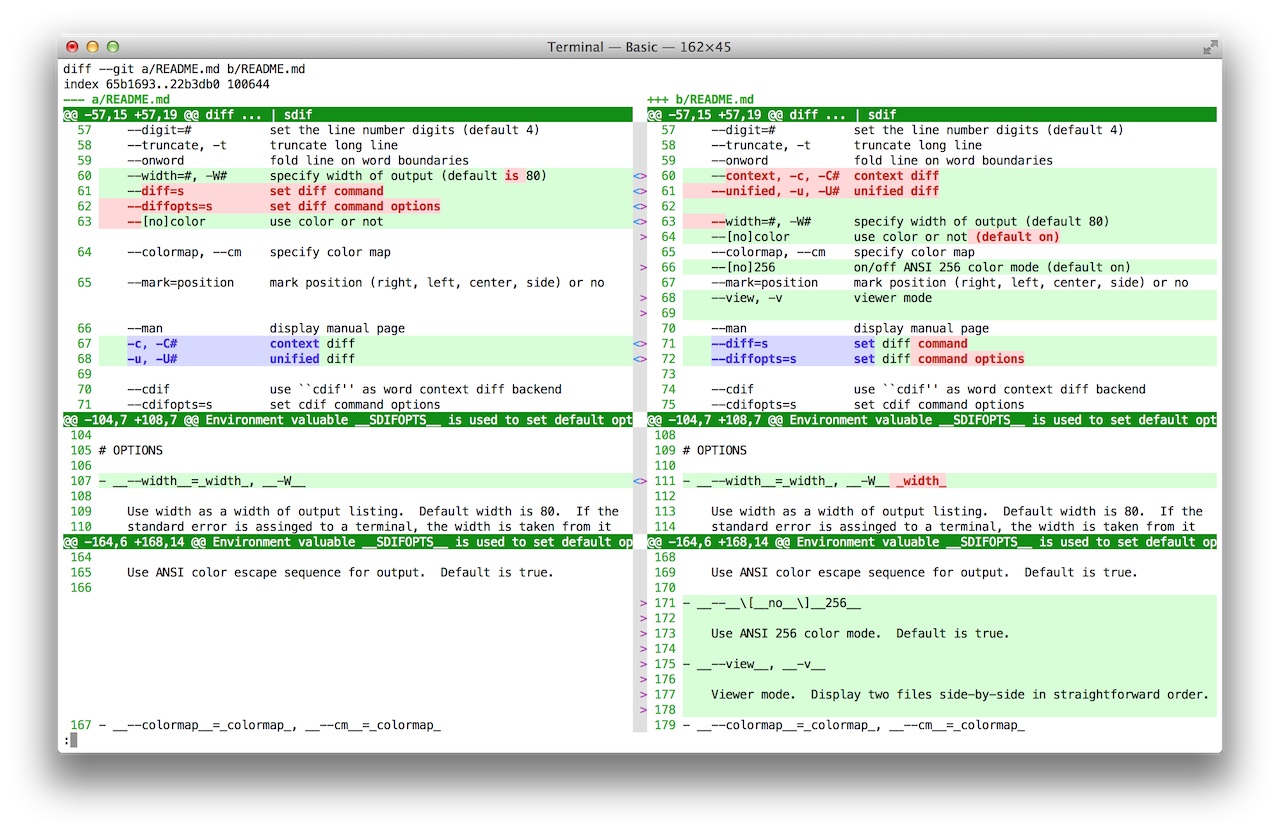 Terminal — Basic — 162×45
diff --git a/README.md b/README.md
index 65b1693..22b3db0 100644
--- a/README.md
@@ -57,15 +57,19 @@ diff ... | sdif
57 --digit=# set the line number digits (default 4)
58 --truncate, -t truncate long line
59 --onword fold line on word boundaries
60 --width=#, -W# specify width of output (default is 80)
61 --diff=s set diff command
62 --diffopts=s set diff command options
63 --[no]color use color or not
64 --colormap, --cm specify color map
65 --mark=position mark position (right, left, center, side) or no
66 --man display manual page
67 -c, -C# context diff
68 -u, -U# unified diff
69
70 --cdif use ``cdif'' as word context diff backend
71 --cdifopts=s set cdif command options
@@ -104,7 +108,7 @@ Environment valuable __SDIFOPTS__ is used to set default opt
104
105 # OPTIONS
106
107 - __--width__=_width_, __-W__
108
109 Use width as a width of output listing.  Default width is 80.  If the
110 standard error is assinged to a terminal, the width is taken from it
@@ -164,6 +168,14 @@ Environment valuable __SDIFOPTS__ is used to set default op
164
165 Use ANSI color escape sequence for output.  Default is true.
166
167 - __--colormap__=_colormap_, __--cm__=_colormap_
:
+++ b/README.md
@@ -57,15 +57,19 @@ diff ... | sdif
57 --digit=# set the line number digits (default 4)
58 --truncate, -t truncate long line
59 --onword fold line on word boundaries
<> 60 --context, -c, -C# context diff
<> 61 --unified, -u, -U# unified diff
<> 62
<> 63 --width=#, -W# specify width of output (default 80)
> 64 --[no]color use color or not (default on)
65 --colormap, --cm specify color map
> 66 --[no]256 on/off ANSI 256 color mode (default on)
67 --mark=position mark position (right, left, center, side) or no
> 68 --view, -v viewer mode
> 69
70 --man display manual page
<> 71 --diff=s set diff command
<> 72 --diffopts=s set diff command options
73
74 --cdif use ``cdif'' as word context diff backend
75 --cdifopts=s set cdif command options
@@ -104,7 +108,7 @@ Environment valuable __SDIFOPTS__ is used to set default opt
108
109 # OPTIONS
110
<> 111 - __--width__=_width_, __-W__ _width_
112
113 Use width as a width of output listing.  Default width is 80.  If the
114 standard error is assinged to a terminal, the width is taken from it
@@ -164,6 +168,14 @@ Environment valuable __SDIFOPTS__ is used to set default op
168
169 Use ANSI color escape sequence for output.  Default is true.
170
> 171 - __--__\[__no__\]__256__
> 172
> 173 Use ANSI 256 color mode.  Default is true.
> 174
> 175 - __--view__, __-v__
> 176
> 177 Viewer mode.  Display two files side-by-side in straightforward order.
> 178
179 - __--colormap__=_colormap_, __--cm__=_colormap_